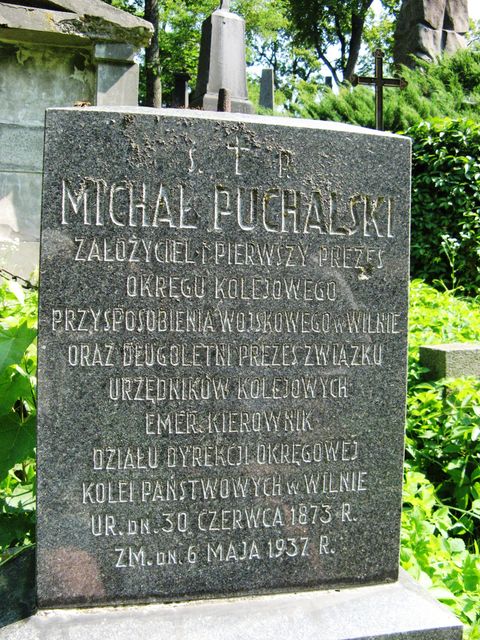 Ś. † P.
MICHAŁ PUCHALSKI
ZAŁOŻYCIEL I PIERWSZY PREZES
OKRĘGU KOLEJOWEGO
PRZYSPOSOBIENIA WOJSKOWEGO W WILNIE
ORAZ DŁUGOLETNI PREZES ZWIĄZKU
URZĘDNIKÓW KOLEJOWYCH
EMER. KIEROWNIK
DZIAŁU DYREKCJI OKRĘGOWEJ
KOLEI PAŃSTWOWYCH W WILNIE
UR. DN. 30 CZERWCA 1873 R.
ZM. DN. 6 MAJA 1937 R.